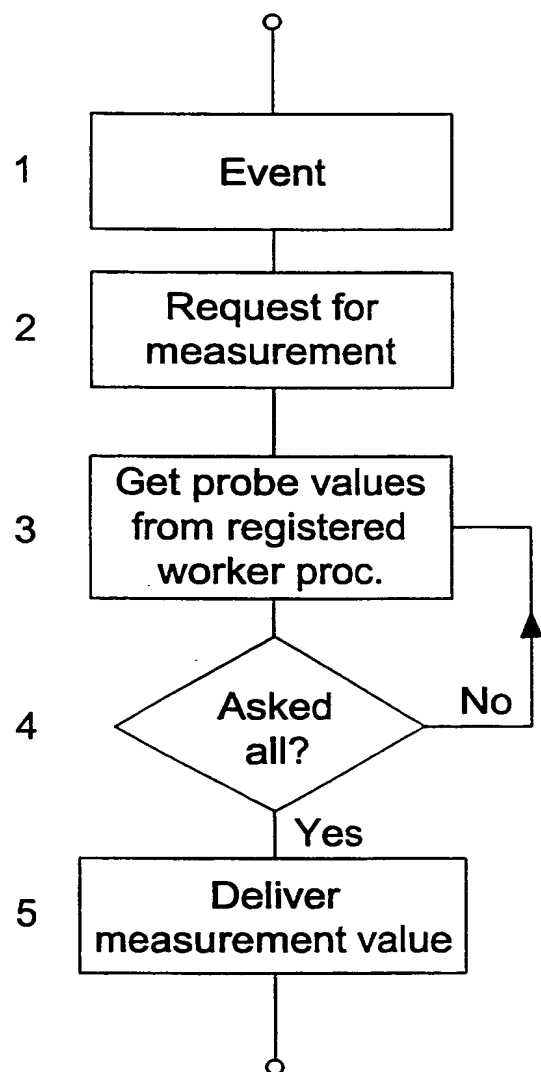 1
Event
2
Request for
measurement
3
Get probe values
from registered
worker proc.
4
Asked
all?
No
Yes
5
Deliver
measurement value